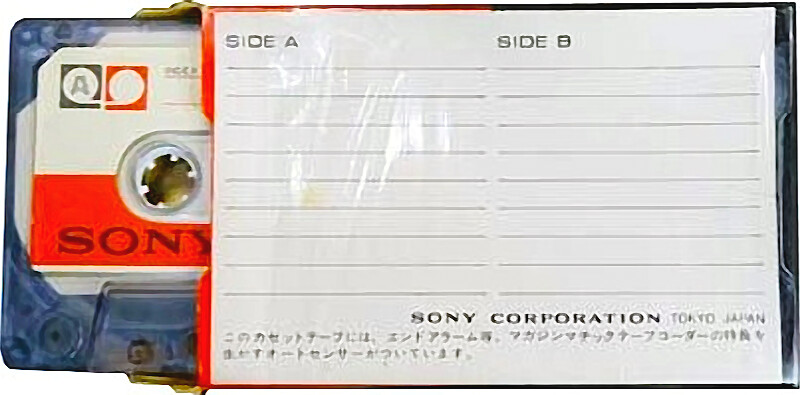 SIDE A
SIDE B
A
SONY
SONY CORPORATION TOKYO JAPAN
このカセットテープには、エンドアラーム等、マガジンマチックテープコーダーの特長を
生かすオートセンサーがついています。